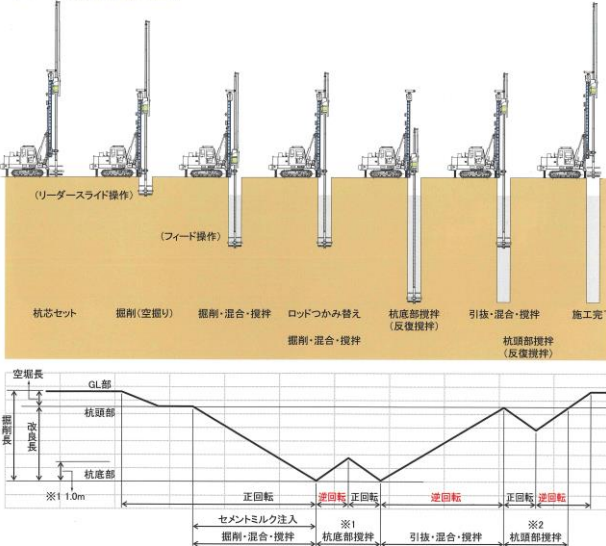 (リーダースライド操作)
(フィード操作)
杭芯セット
掘削(空掘り)
掘削・混合・撹拌
ロッドつかみ替え
掘削・混合・撹拌
杭底部撹拌
(反復撹拌)
引抜・混合・撹拌
杭頭部撹拌
(反復撹拌)
施工完
空堀長
GL部
杭頭部
掘削長
改良長
杭底部
※1 1.0m
正回転
逆回転
正回転
逆回転
正回転
逆回転
セメントミルク注入
掘削・混合・撹拌
※1
杭底部撹拌
引抜・混合・撹拌
※2
杭頭部撹拌